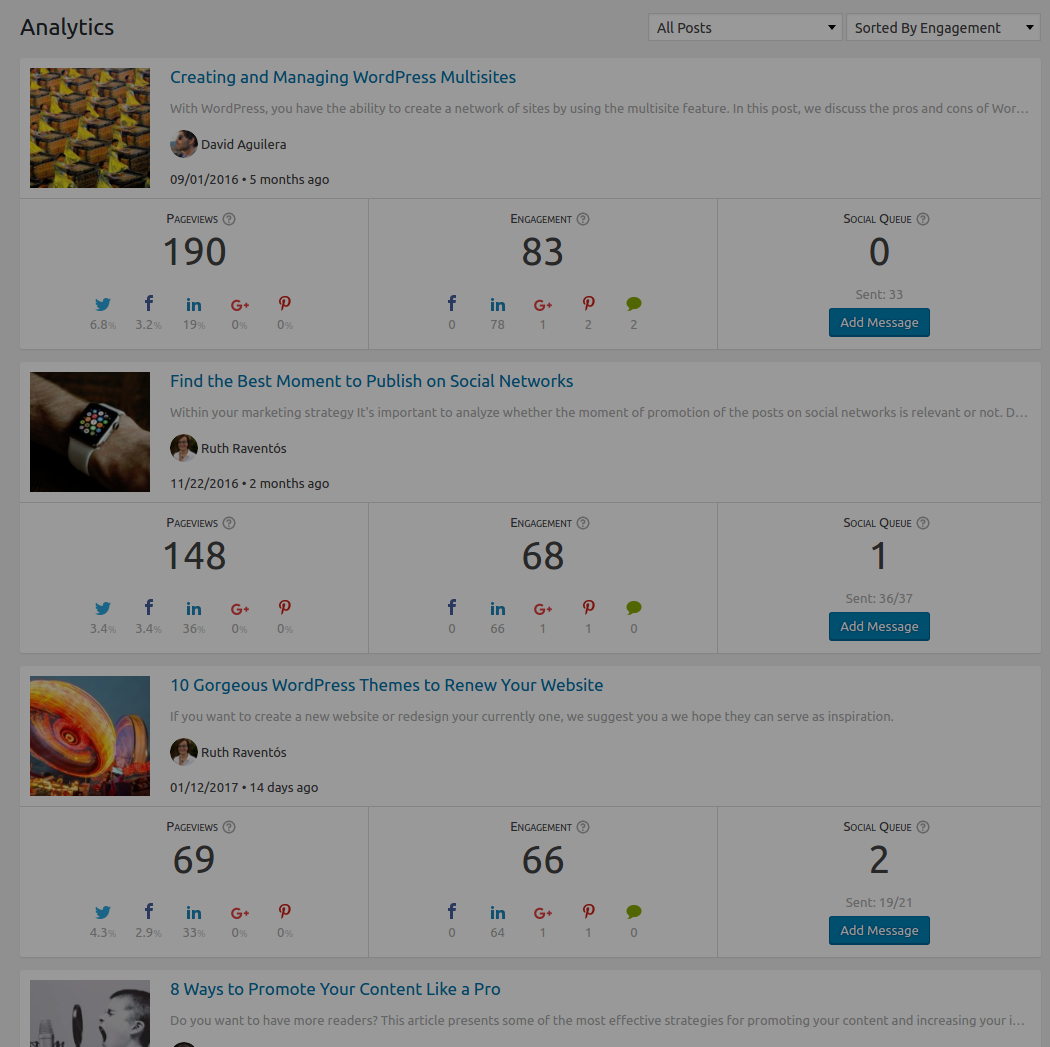 Analytics
All Posts
Sorted By Engagement
Creating and Managing WordPress Multisites
With WordPress, you have the ability to create a network of sites by using the multisite feature. In this post, we discuss the pros and cons of Wor…
David Aguilera
09/01/2016 • 5 months ago
Pageviews ?
Engagement ?
Social Queue ?
190
83
0
Sent: 33
6.8% 3.2% 19% 0% 0%
0 78 1 2 2
Add Message
Find the Best Moment to Publish on Social Networks
Within your marketing strategy It's important to analyze whether the moment of promotion of the posts on social networks is relevant or not. D…
Ruth Raventós
11/22/2016 • 2 months ago
Pageviews ?
Engagement ?
Social Queue ?
148
68
1
Sent: 36/37
3.4% 3.4% 36% 0% 0%
0 66 1 1 0
Add Message
10 Gorgeous WordPress Themes to Renew Your Website
If you want to create a new website or redesign your currently one, we suggest you a we hope they can serve as inspiration.
Ruth Raventós
01/12/2017 • 14 days ago
Pageviews ?
Engagement ?
Social Queue ?
69
66
2
Sent: 19/21
4.3% 2.9% 33% 0% 0%
0 64 1 1 0
Add Message
8 Ways to Promote Your Content Like a Pro
Do you want to have more readers? This article presents some of the most effective strategies for promoting your content and increasing your i…